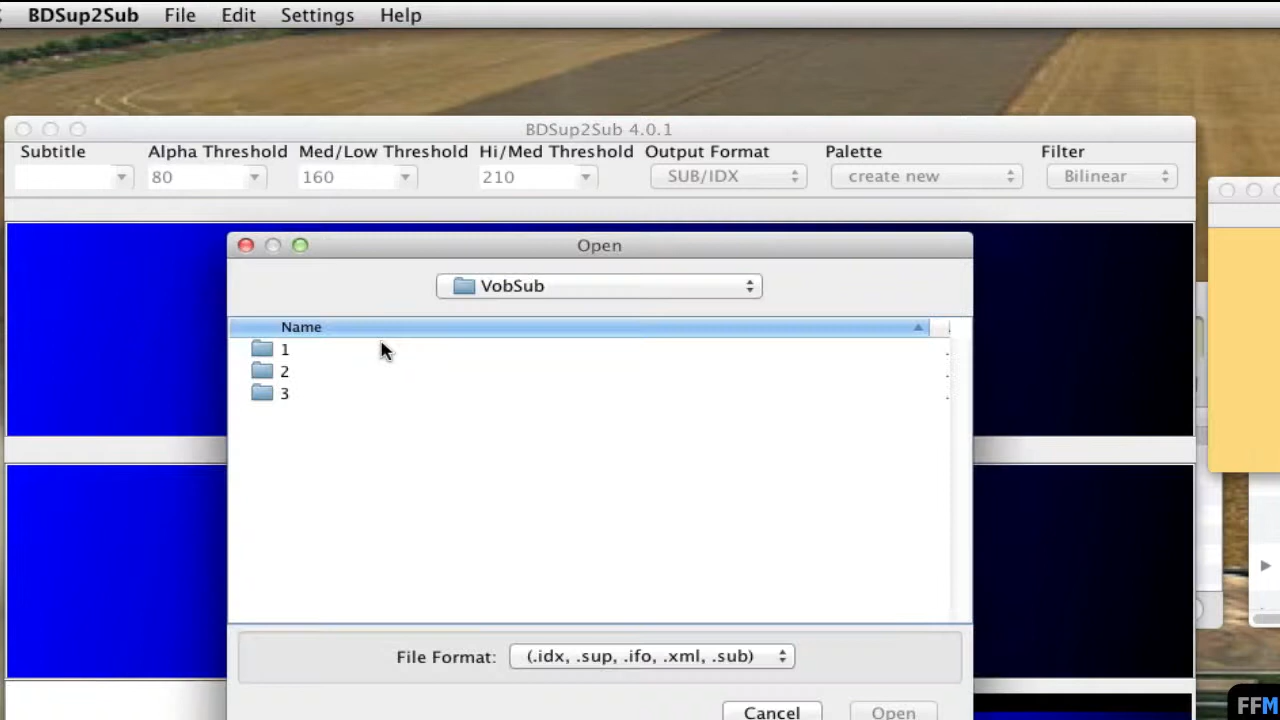 BDSup2Sub File Edit Settings Help
BDSup2Sub 4.0.1
Subtitle Alpha Threshold Med/Low Threshold Hi/Med Threshold Output Format Palette Filter
80 160 210 SUB/IDX create new Bilinear
Open
VobSub
Name
1
2
3
File Format: (.idx, .sup, .ifo, .xml, .sub)
Cancel Open
FFM